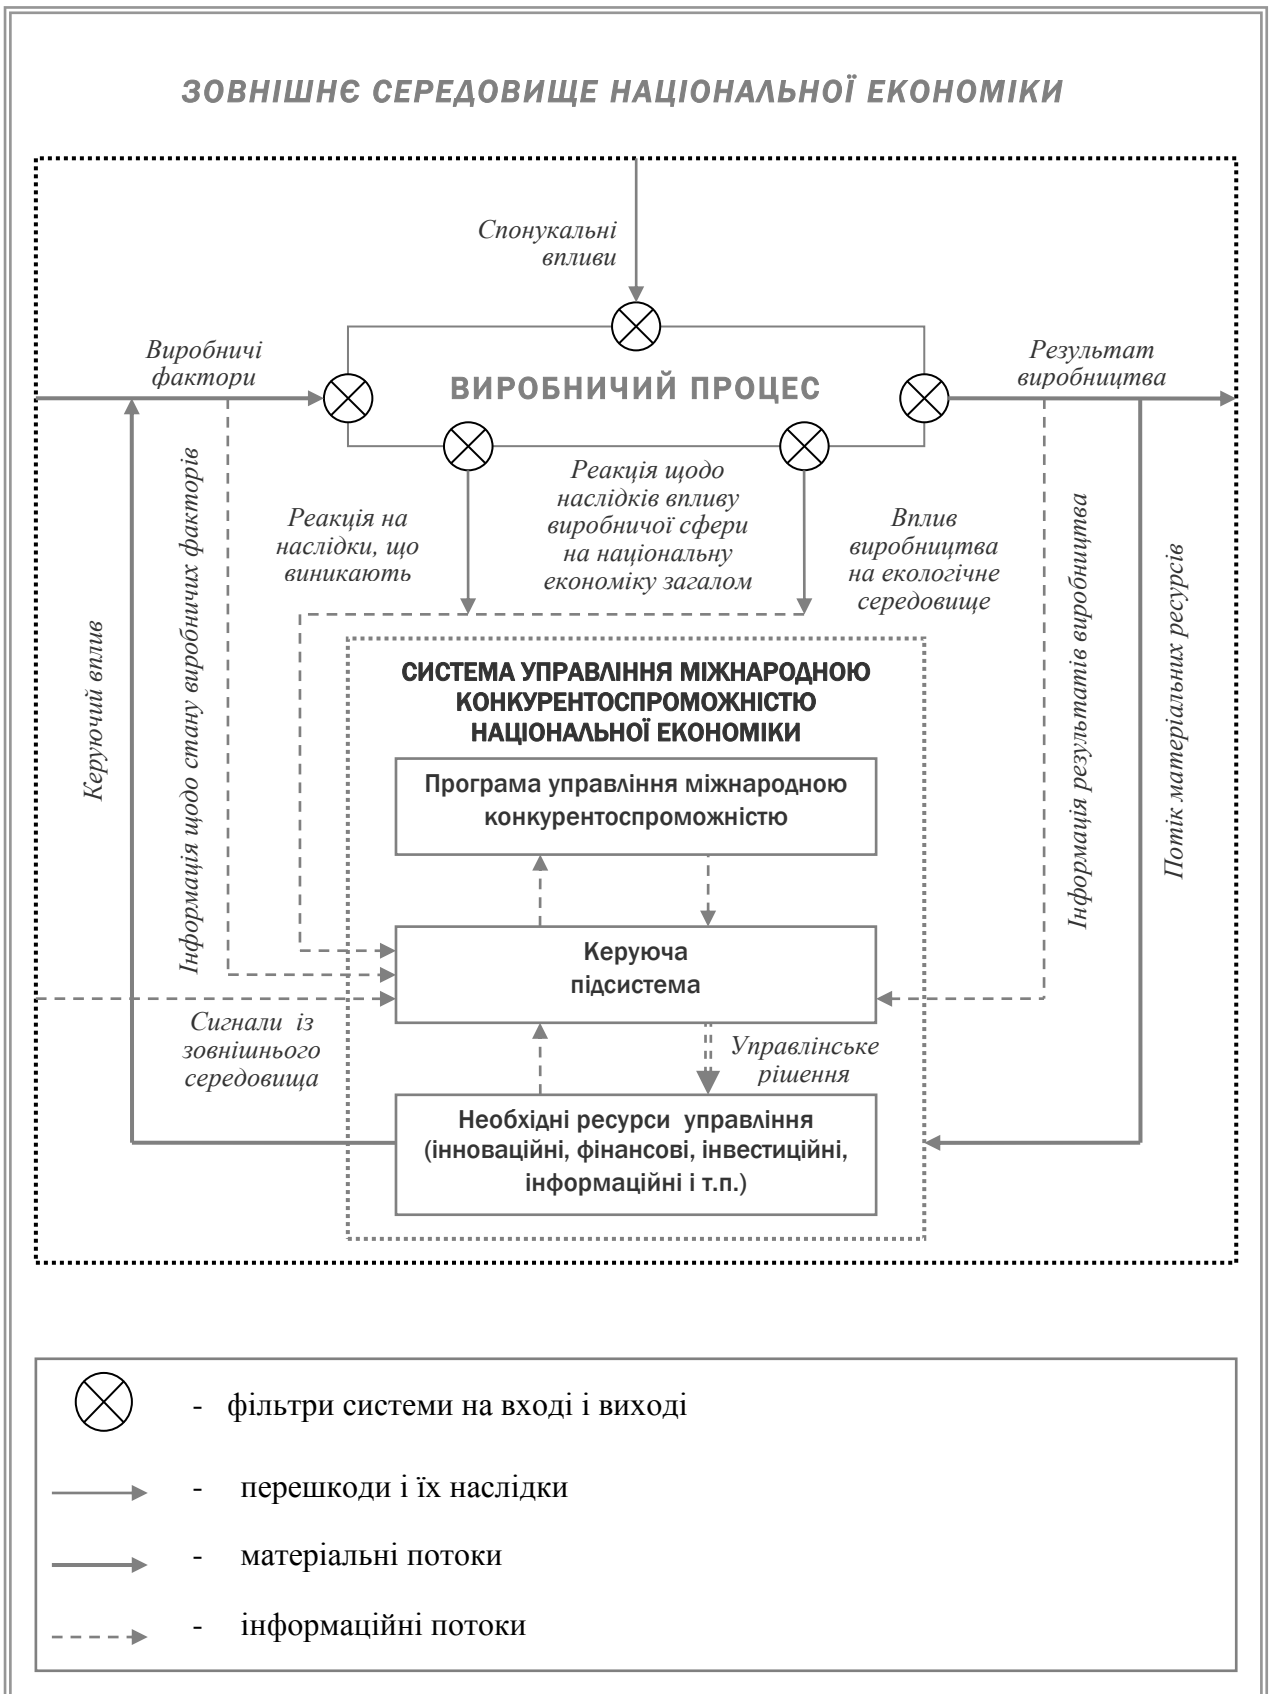 ЗОВНІШНЄ СЕРЕДОВИЩЕ НАЦІОНАЛЬНОЇ ЕКОНОМІКИ
Спонукальні
впливи
Виробничі
фактори
ВИРОБНИЧИЙ ПРОЦЕС
Результат
виробництва
Керуючий вплив
Інформація щодо стану виробничих факторів
Реакція на
наслідки, що
виникають
Реакція щодо
наслідків впливу
виробничої сфери
на національну
економіку загалом
Вплив
виробництва
на екологічне
середовище
Інформація результатів виробництва
Потік матеріальних ресурсів
СИСТЕМА УПРАВЛІННЯ МІЖНАРОДНОЮ
КОНКУРЕНТОСПРОМОЖНІСТЮ
НАЦІОНАЛЬНОЇ ЕКОНОМІКИ
Програма управління міжнародною
конкурентоспроможністю
Керуюча
підсистема
Сигнали із
зовнішнього
середовища
Управлінське
рішення
Необхідні ресурси управління
(інноваційні, фінансові, інвестиційні,
інформаційні і т.п.)
- фільтри системи на вході і виході
- перешкоди і їх наслідки
- матеріальні потоки
- інформаційні потоки